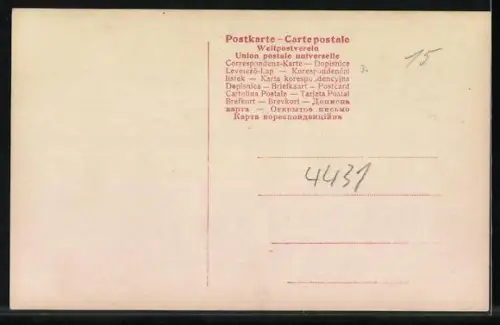 Postkarte – Carte postale
Weltpostverein
Union postale universelle
Correspondenz-Karte — Dopisnice
Levelező-Lap — Korespondenční
lístek — Karta korespondencyjna
Dopisnica — Briefkaart — Postcard
Cartolina Postale — Tarjeta Postal
Brefkort — Brevkort — Дописна
карта — Открытое письмо
Карта кореспонденційна
15
4431